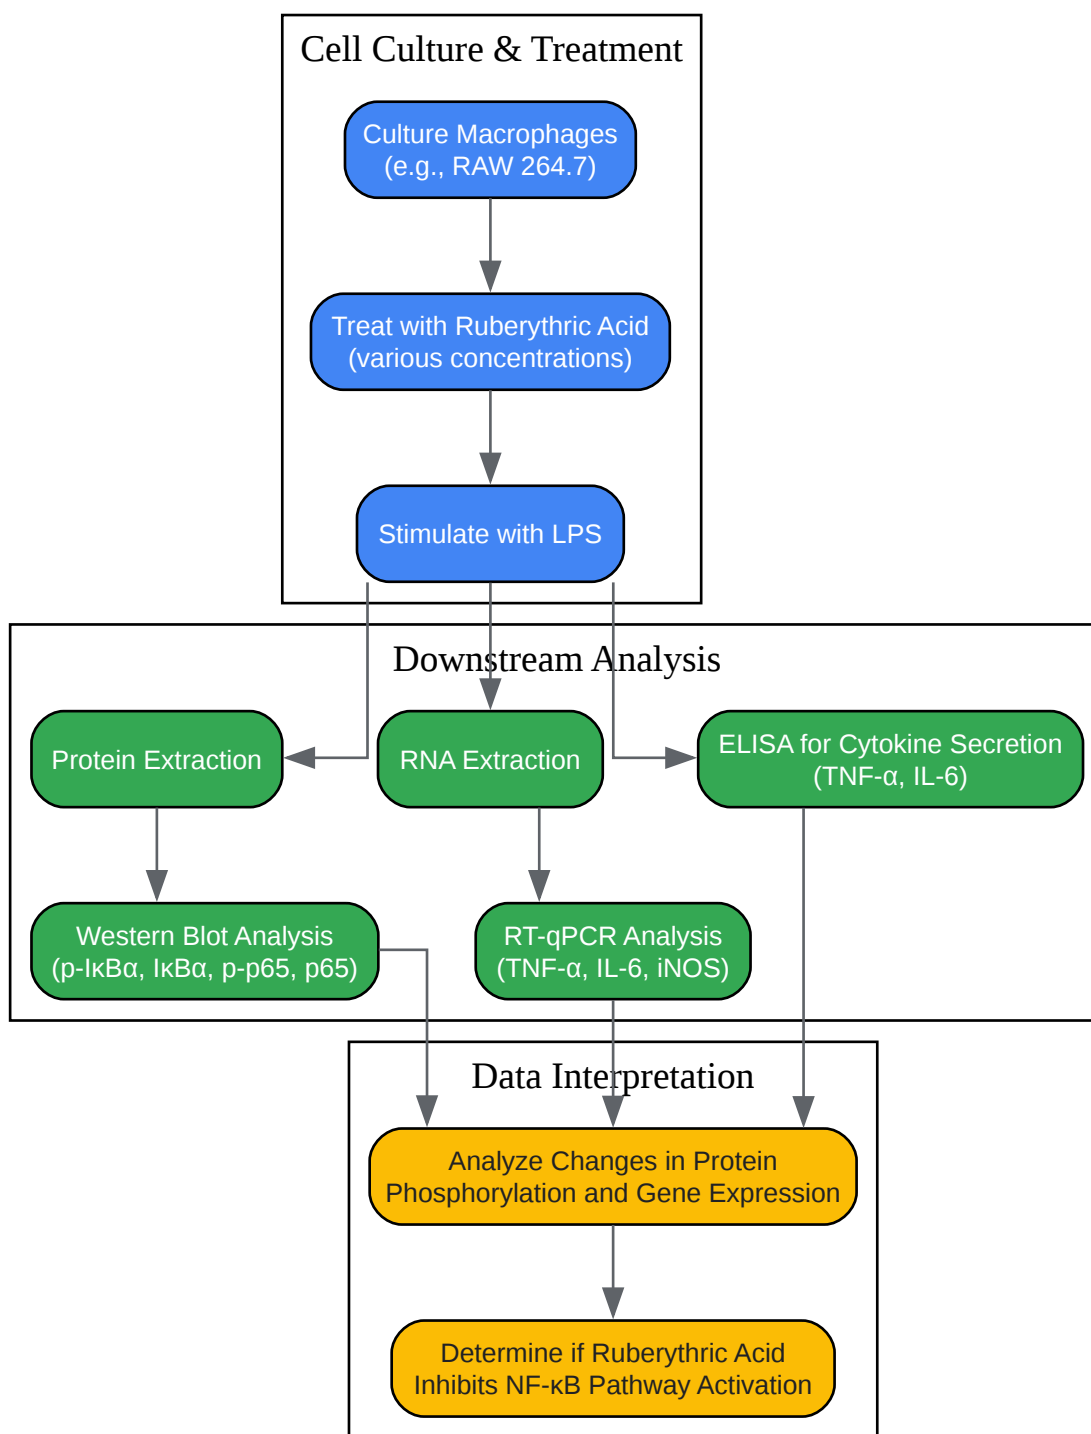 Cell Culture & Treatment
Culture Macrophages
(e.g., RAW 264.7)
Treat with Ruberythric Acid
(various concentrations)
Stimulate with LPS
Downstream Analysis
Protein Extraction
RNA Extraction
ELISA for Cytokine Secretion
(TNF-α, IL-6)
Western Blot Analysis
(p-IκBα, IκBα, p-p65, p65)
RT-qPCR Analysis
(TNF-α, IL-6, iNOS)
Data Interpretation
Analyze Changes in Protein
Phosphorylation and Gene Expression
Determine if Ruberythric Acid
Inhibits NF-κB Pathway Activation